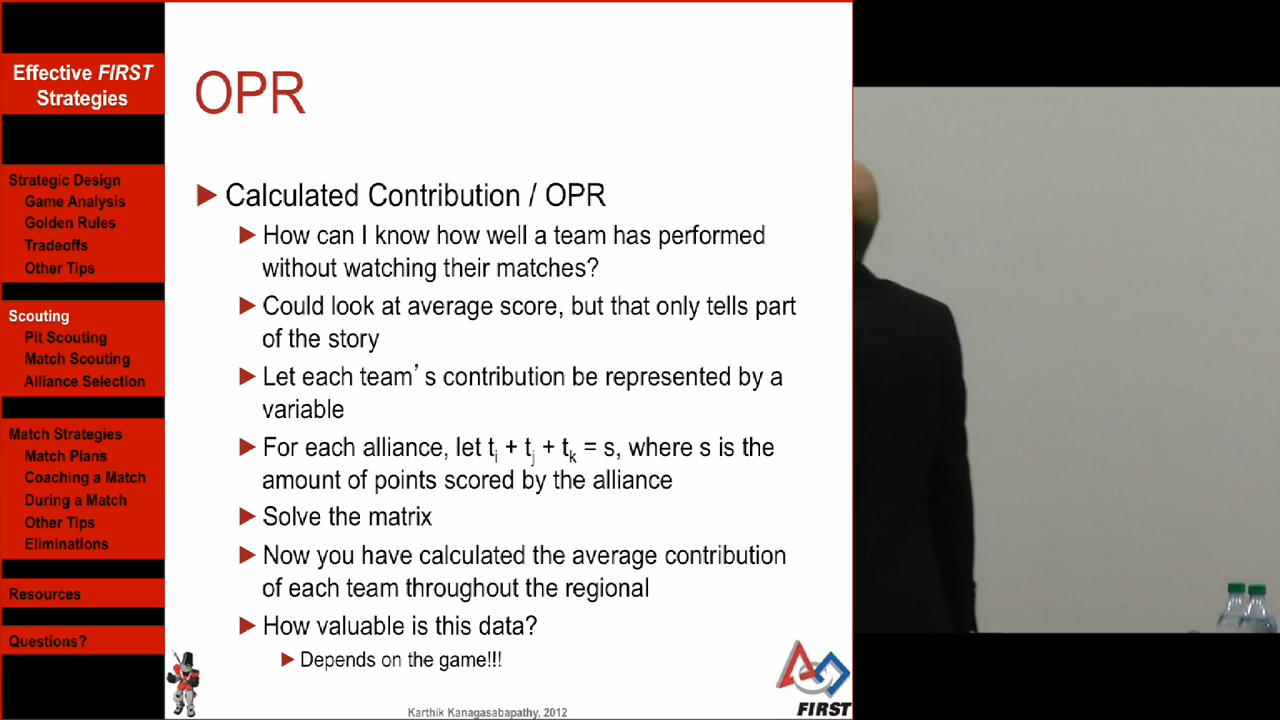 Effective FIRST
Strategies
Strategic Design
Game Analysis
Golden Rules
Tradeoffs
Other Tips
Scouting
Pit Scouting
Match Scouting
Alliance Selection
Match Strategies
Match Plans
Coaching a Match
During a Match
Other Tips
Eliminations
Resources
Questions?
OPR
Calculated Contribution / OPR
How can I know how well a team has performed
without watching their matches?
Could look at average score, but that only tells part
of the story
Let each team's contribution be represented by a
variable
For each alliance, let ti + tj + tk = s, where s is the
amount of points scored by the alliance
Solve the matrix
Now you have calculated the average contribution
of each team throughout the regional
How valuable is this data?
Depends on the game!!!
Karthik Kanagasabapathy, 2012
FIRST